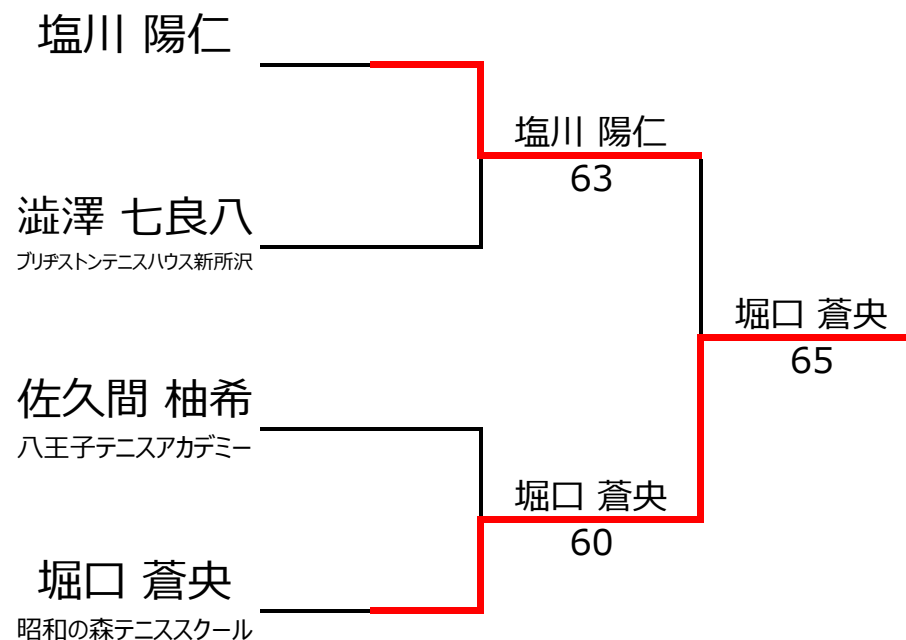 塩川 陽仁
塩川 陽仁
63
澁澤 七良八
ブリヂストンテニスハウス新所沢
堀口 蒼央
65
佐久間 柚希
八王子テニスアカデミー
堀口 蒼央
60
堀口 蒼央
昭和の森テニススクール